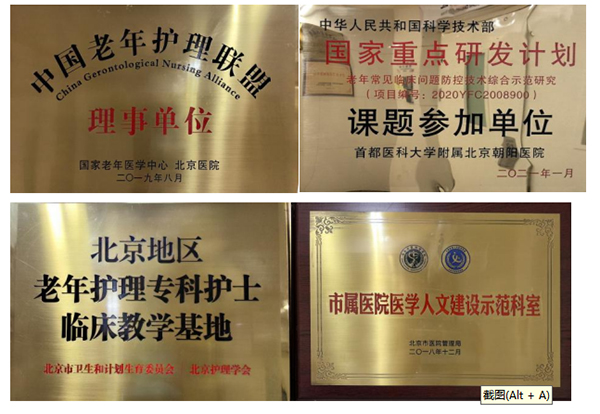 中国老年护理联盟
China Gerontological Nursing Alliance
理事单位
国家老年医学中心 北京医院
二〇一九年八月
中华人民共和国科学技术部
国家重点研发计划
老年常见临床问题防控技术综合示范研究
(项目编号：2020YFC2008900)
课题参加单位
首都医科大学附属北京朝阳医院
二〇二一年一月
北京地区
老年护理专科护士
临床教学基地
北京市卫生和计划生育委员会 北京护理学会
市属医院医学人文建设示范科室
北京市医院管理局
二〇一八年十二月
截图(Alt + A)